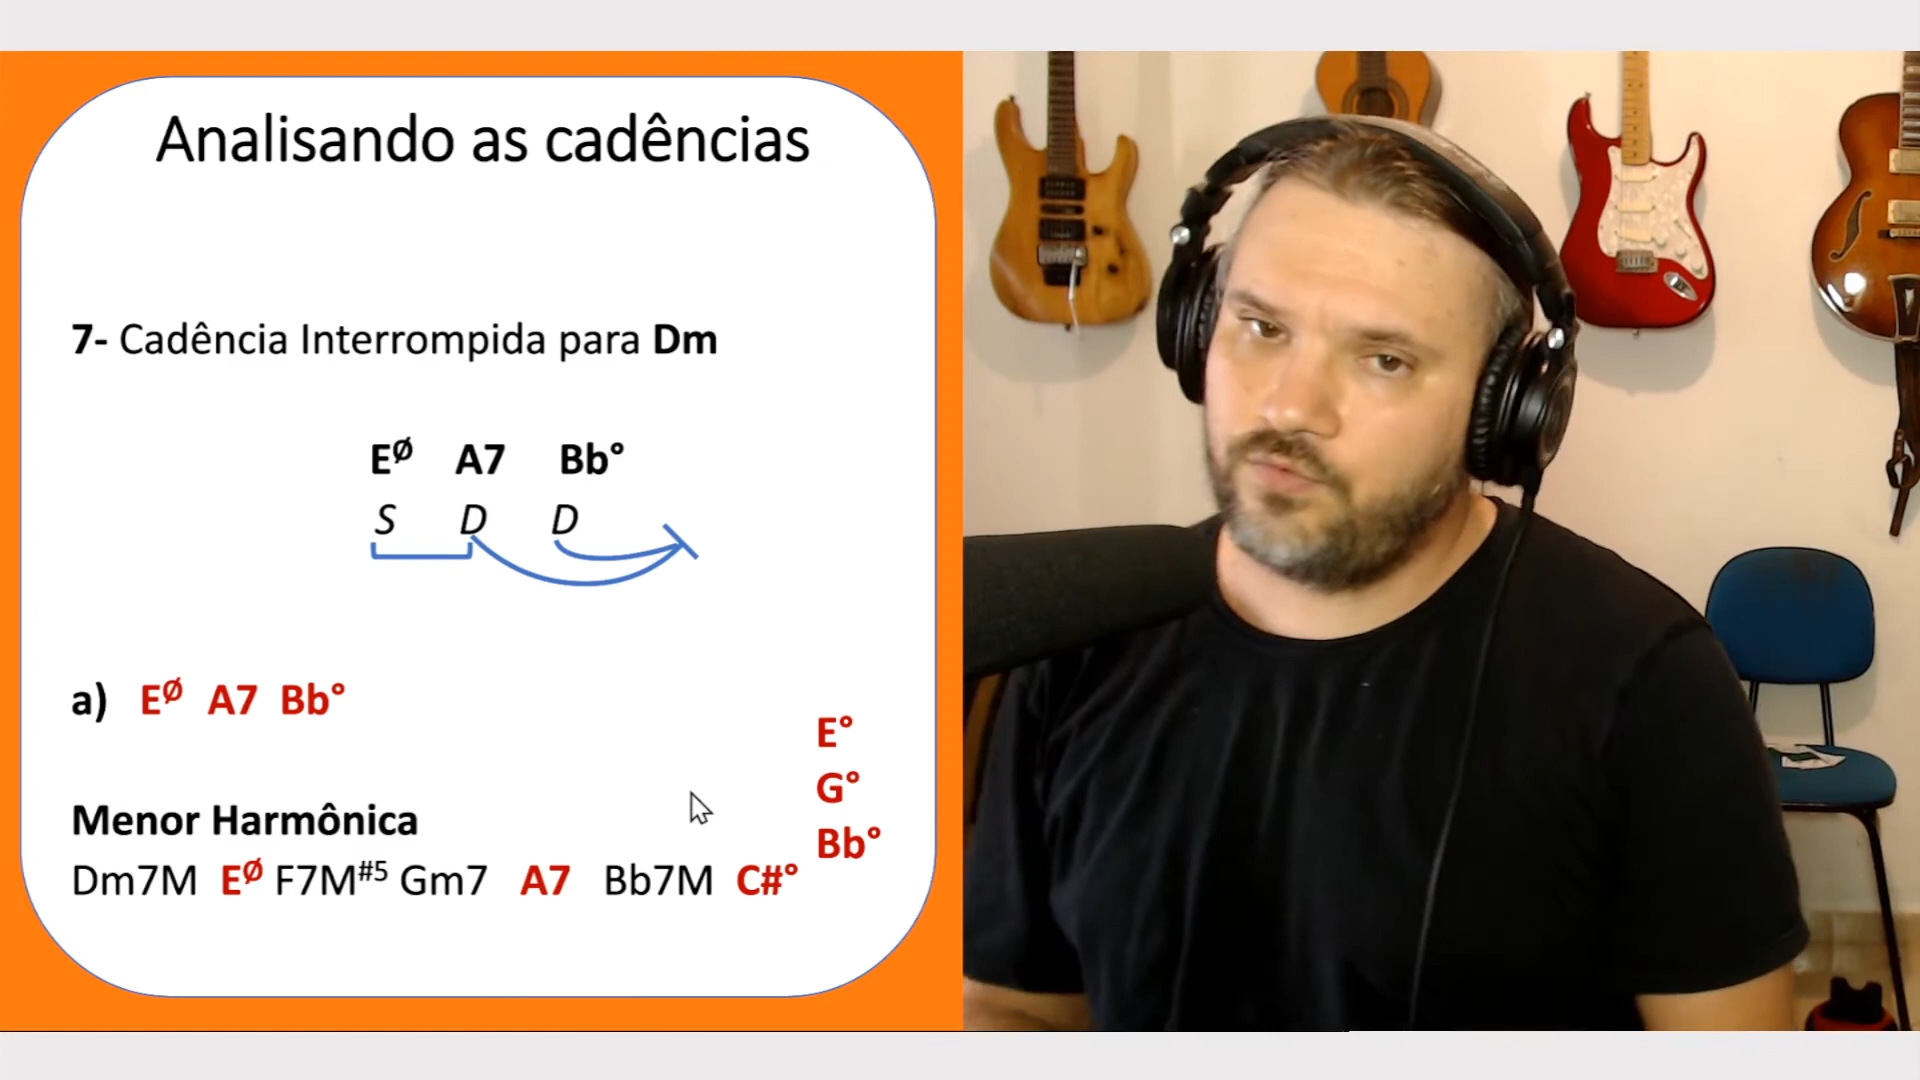 Analisando as cadências
7- Cadência Interrompida para Dm
EØ A7 Bb°
S D D
a) EØ A7 Bb°
E°
G°
Bb°
Menor Harmônica
Dm7M EØ F7M#5 Gm7 A7 Bb7M C#°